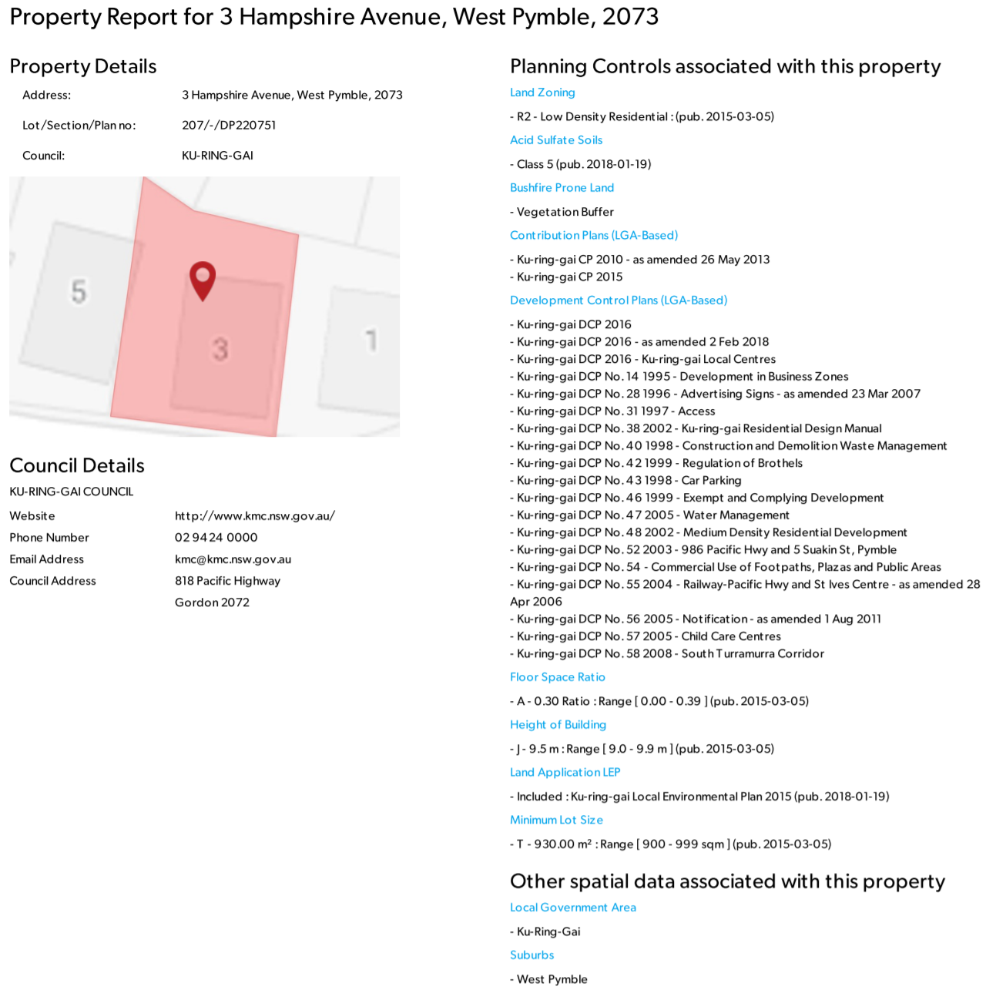 Property Report for 3 Hampshire Avenue, West Pymble, 2073
Property Details
Address: 3 Hampshire Avenue, West Pymble, 2073
Lot/Section/Plan no: 207/-/DP220751
Council: KU-RING-GAI
5
3
1
Council Details
KU-RING-GAI COUNCIL
Website http://www.kmc.nsw.gov.au/
Phone Number 02 9424 0000
Email Address kmc@kmc.nsw.gov.au
Council Address 818 Pacific Highway
Gordon 2072
Planning Controls associated with this property
Land Zoning
- R2 - Low Density Residential : (pub. 2015-03-05)
Acid Sulfate Soils
- Class 5 (pub. 2018-01-19)
Bushfire Prone Land
- Vegetation Buffer
Contribution Plans (LGA-Based)
- Ku-ring-gai CP 2010 - as amended 26 May 2013
- Ku-ring-gai CP 2015
Development Control Plans (LGA-Based)
- Ku-ring-gai DCP 2016
- Ku-ring-gai DCP 2016 - as amended 2 Feb 2018
- Ku-ring-gai DCP 2016 - Ku-ring-gai Local Centres
- Ku-ring-gai DCP No. 14 1995 - Development in Business Zones
- Ku-ring-gai DCP No. 28 1996 - Advertising Signs - as amended 23 Mar 2007
- Ku-ring-gai DCP No. 31 1997 - Access
- Ku-ring-gai DCP No. 38 2002 - Ku-ring-gai Residential Design Manual
- Ku-ring-gai DCP No. 40 1998 - Construction and Demolition Waste Management
- Ku-ring-gai DCP No. 42 1999 - Regulation of Brothels
- Ku-ring-gai DCP No. 43 1998 - Car Parking
- Ku-ring-gai DCP No. 46 1999 - Exempt and Complying Development
- Ku-ring-gai DCP No. 47 2005 - Water Management
- Ku-ring-gai DCP No. 48 2002 - Medium Density Residential Development
- Ku-ring-gai DCP No. 52 2003 - 986 Pacific Hwy and 5 Suakin St, Pymble
- Ku-ring-gai DCP No. 54 - Commercial Use of Footpaths, Plazas and Public Areas
- Ku-ring-gai DCP No. 55 2004 - Railway-Pacific Hwy and St Ives Centre - as amended 28
Apr 2006
- Ku-ring-gai DCP No. 56 2005 - Notification - as amended 1 Aug 2011
- Ku-ring-gai DCP No. 57 2005 - Child Care Centres
- Ku-ring-gai DCP No. 58 2008 - South Turramurra Corridor
Floor Space Ratio
- A - 0.30 Ratio : Range [ 0.00 - 0.39 ] (pub. 2015-03-05)
Height of Building
- J - 9.5 m : Range [ 9.0 - 9.9 m ] (pub. 2015-03-05)
Land Application LEP
- Included : Ku-ring-gai Local Environmental Plan 2015 (pub. 2018-01-19)
Minimum Lot Size
- T - 930.00 m² : Range [ 900 - 999 sqm ] (pub. 2015-03-05)
Other spatial data associated with this property
Local Government Area
- Ku-Ring-Gai
Suburbs
- West Pymble